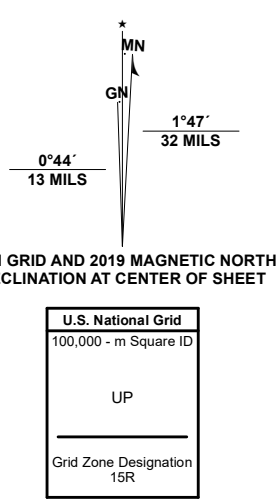 ★
MN
GN
1°47´
32 MILS
0°44´
13 MILS
GRID AND 2019 MAGNETIC NORTH
CLINATION AT CENTER OF SHEET
U.S. National Grid
100,000 - m Square ID
UP
Grid Zone Designation
15R